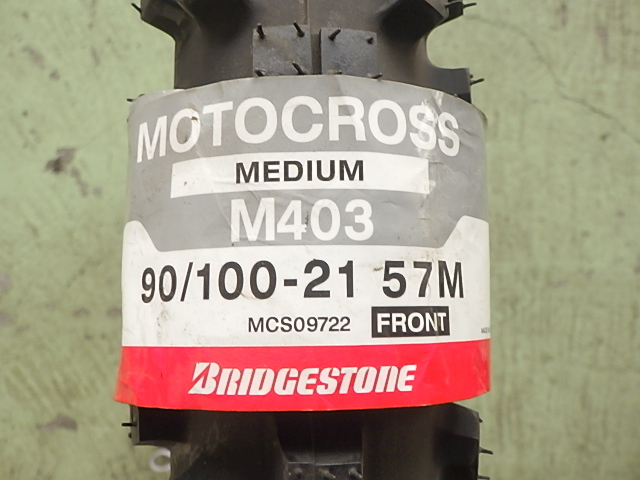 MOTOCROSS
MEDIUM
M403
90/100-21 57M
MCS09722 FRONT
BRIDGESTONE